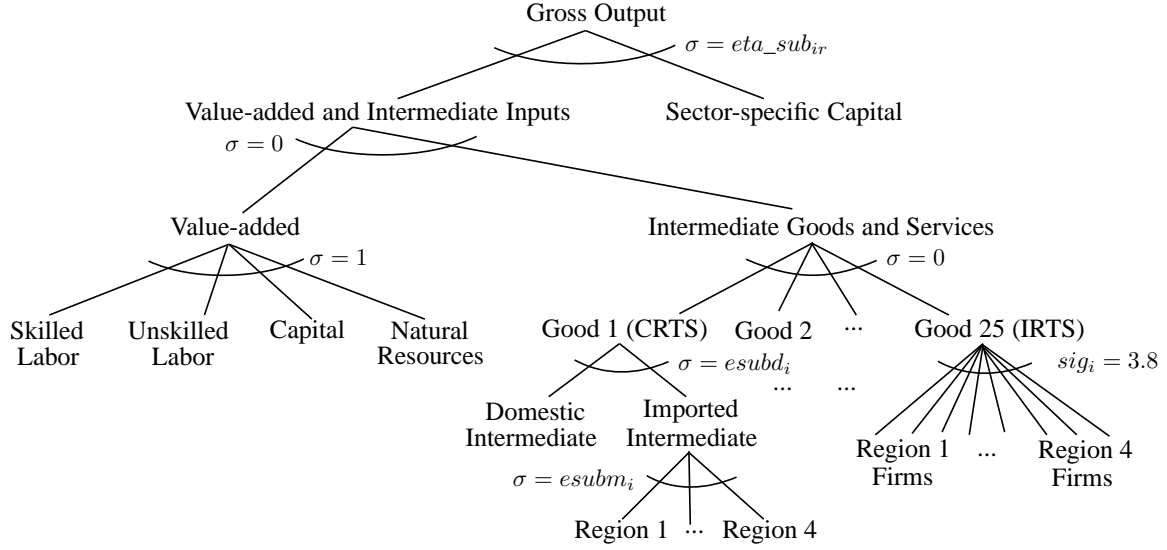 Gross Output
σ = eta_sub_ir
Value-added and Intermediate Inputs
Sector-specific Capital
σ = 0
Value-added
Intermediate Goods and Services
σ = 1
σ = 0
Skilled
Labor
Unskilled
Labor
Capital
Natural
Resources
Good 1 (CRTS)
Good 2
...
Good 25 (IRTS)
σ = esubd_i
...
...
sig_i = 3.8
Domestic
Intermediate
Imported
Intermediate
Region 1
Firms
...
Region 4
Firms
σ = esubm_i
Region 1
...
Region 4